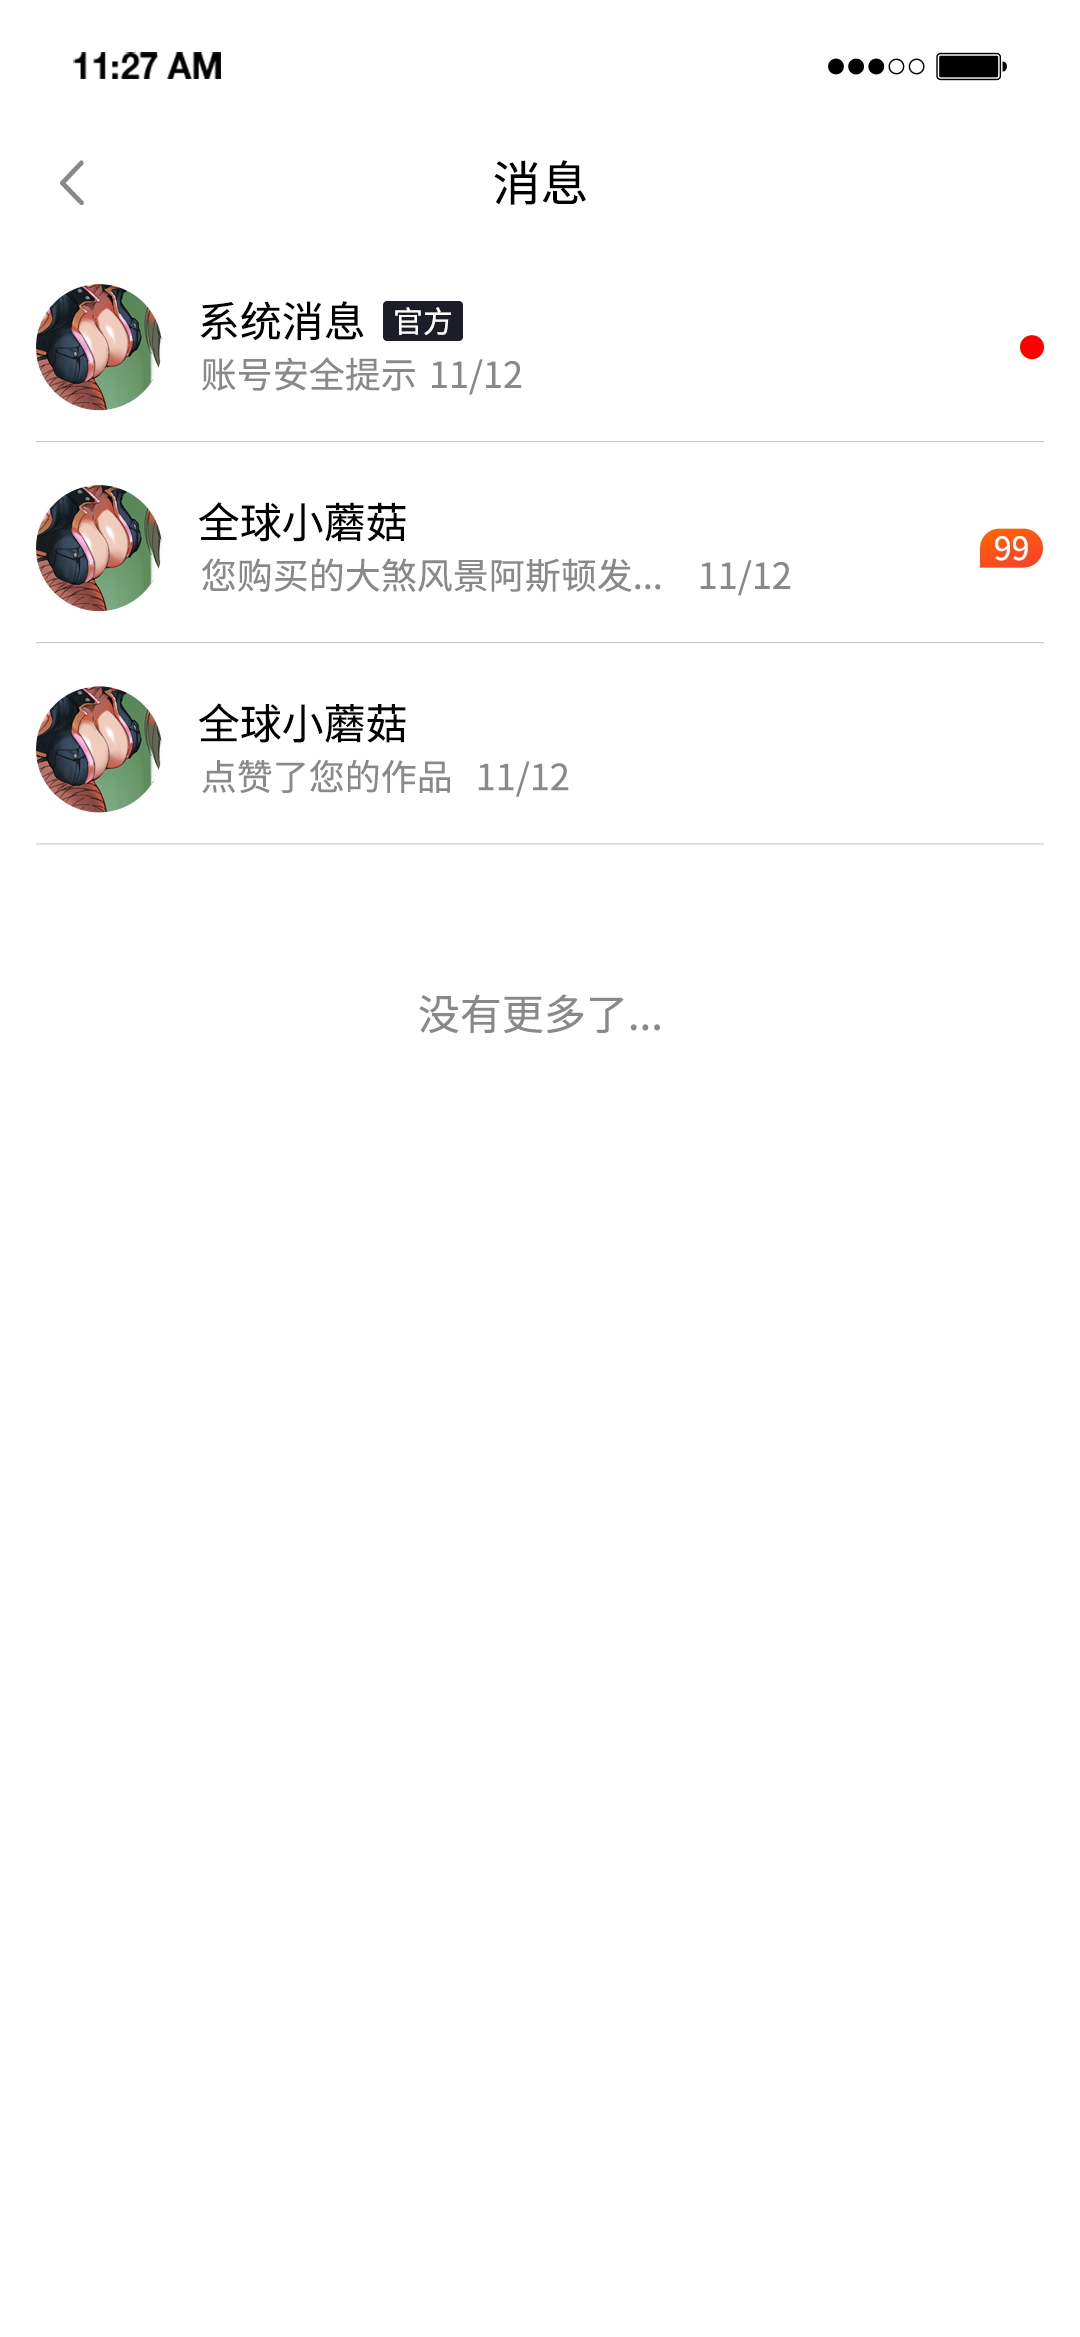 11:27 AM
消息
系统消息 官方
账号安全提示 11/12
全球小蘑菇
您购买的大煞风景阿斯顿发... 11/12
99
全球小蘑菇
点赞了您的作品 11/12
没有更多了...